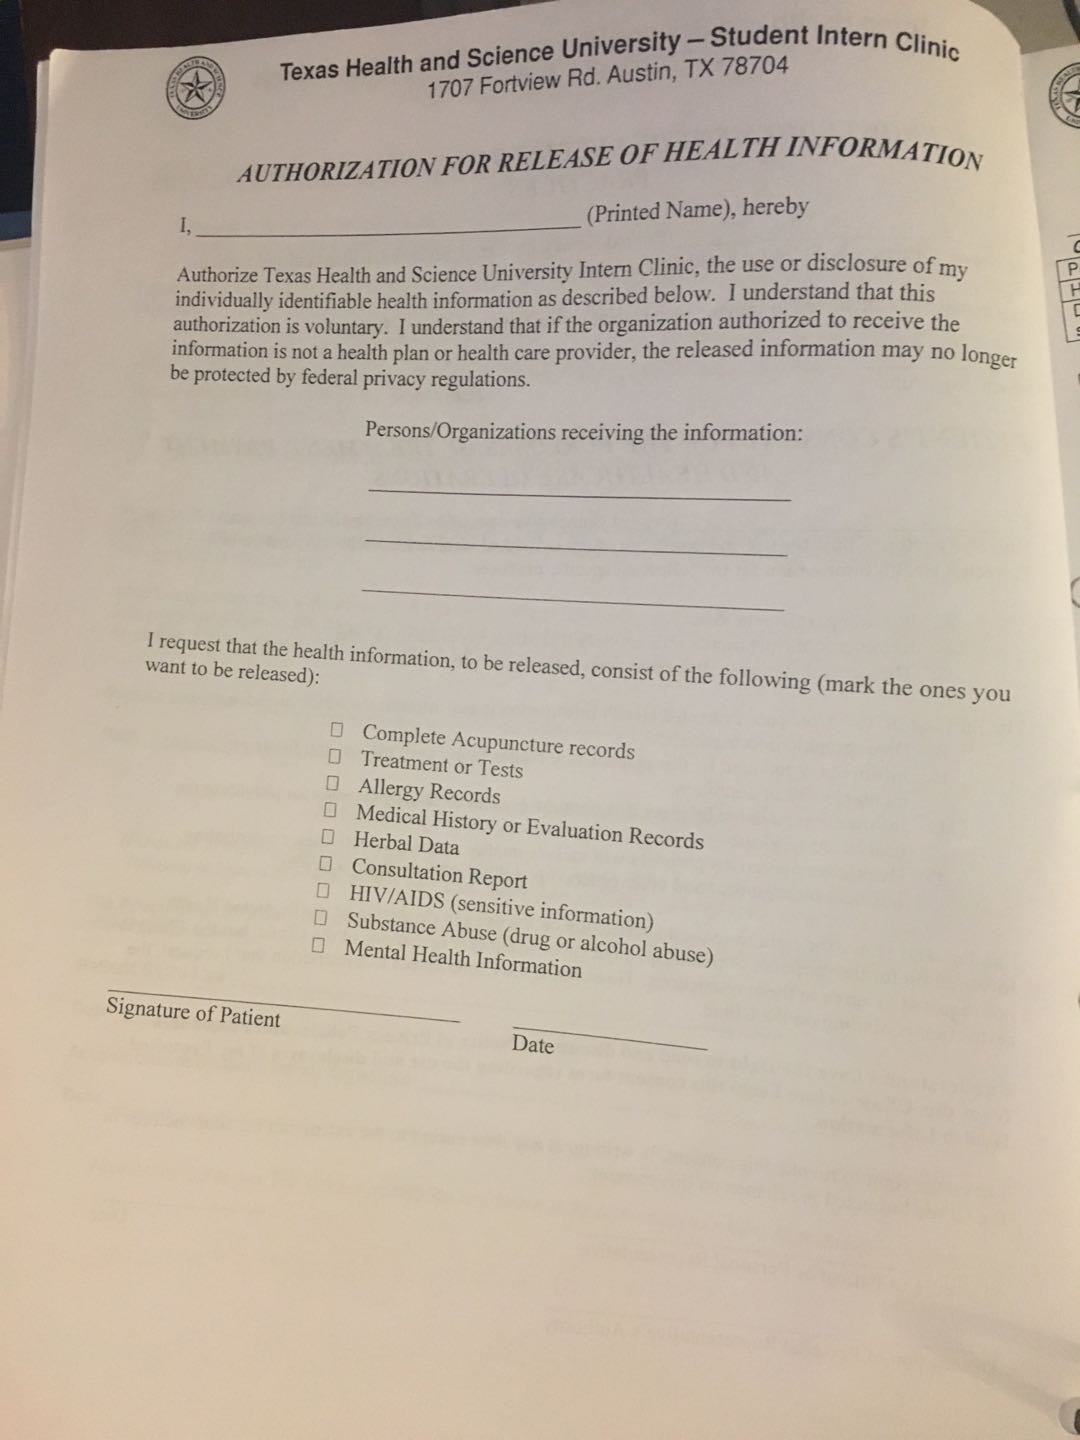 Texas Health and Science University – Student Intern Clinic
1707 Fortview Rd. Austin, TX 78704
AUTHORIZATION FOR RELEASE OF HEALTH INFORMATION
I, ______________________ (Printed Name), hereby
Authorize Texas Health and Science University Intern Clinic, the use or disclosure of my
individually identifiable health information as described below. I understand that this
authorization is voluntary. I understand that if the organization authorized to receive the
information is not a health plan or health care provider, the released information may no longer
be protected by federal privacy regulations.
Persons/Organizations receiving the information:
I request that the health information, to be released, consist of the following (mark the ones you
want to be released):
Complete Acupuncture records
Treatment or Tests
Allergy Records
Medical History or Evaluation Records
Herbal Data
Consultation Report
HIV/AIDS (sensitive information)
Substance Abuse (drug or alcohol abuse)
Mental Health Information
Signature of Patient
Date